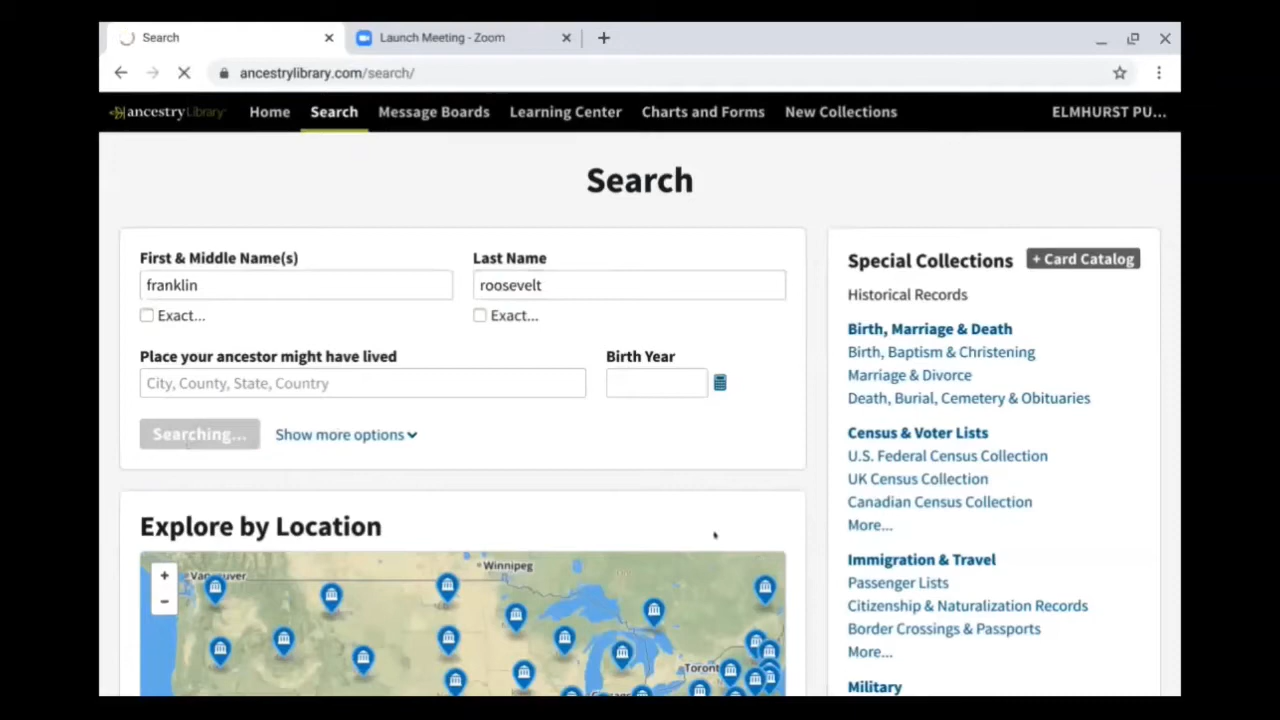 Search
Launch Meeting - Zoom
ancestrylibrary.com/search/
ancestryLibrary Home Search Message Boards Learning Center Charts and Forms New Collections ELMHURST PU...
Search
First & Middle Name(s) Last Name
franklin roosevelt
Exact... Exact...
Place your ancestor might have lived Birth Year
City, County, State, Country
Searching... Show more options
Explore by Location
+
-
Winnipeg
Special Collections + Card Catalog
Historical Records
Birth, Marriage & Death
Birth, Baptism & Christening
Marriage & Divorce
Death, Burial, Cemetery & Obituaries
Census & Voter Lists
U.S. Federal Census Collection
UK Census Collection
Canadian Census Collection
More...
Immigration & Travel
Passenger Lists
Citizenship & Naturalization Records
Border Crossings & Passports
More...
Military